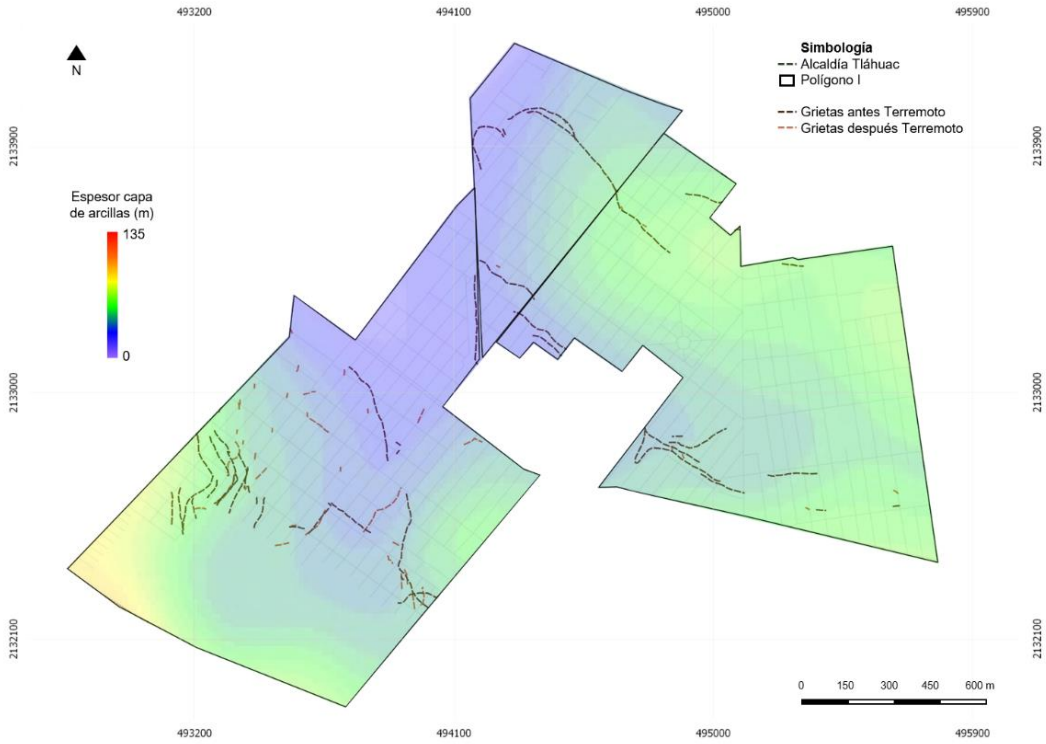 493200
494100
495000
495900
N
Simbología
Alcaldía Tláhuac
Polígono I
Grietas antes Terremoto
Grietas después Terremoto
2133900
2133900
Espesor capa
de arcillas (m)
135
0
2133000
2133000
2132100
2132100
0 150 300 450 600 m
493200
494100
495000
495900